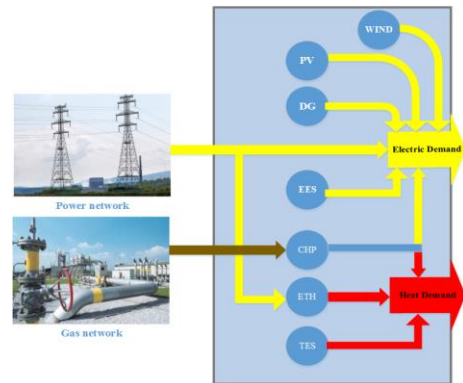 WIND
PV
DG
Electric Demand
Power network
EES
CHP
ETH
Heat Demand
TES
Gas network